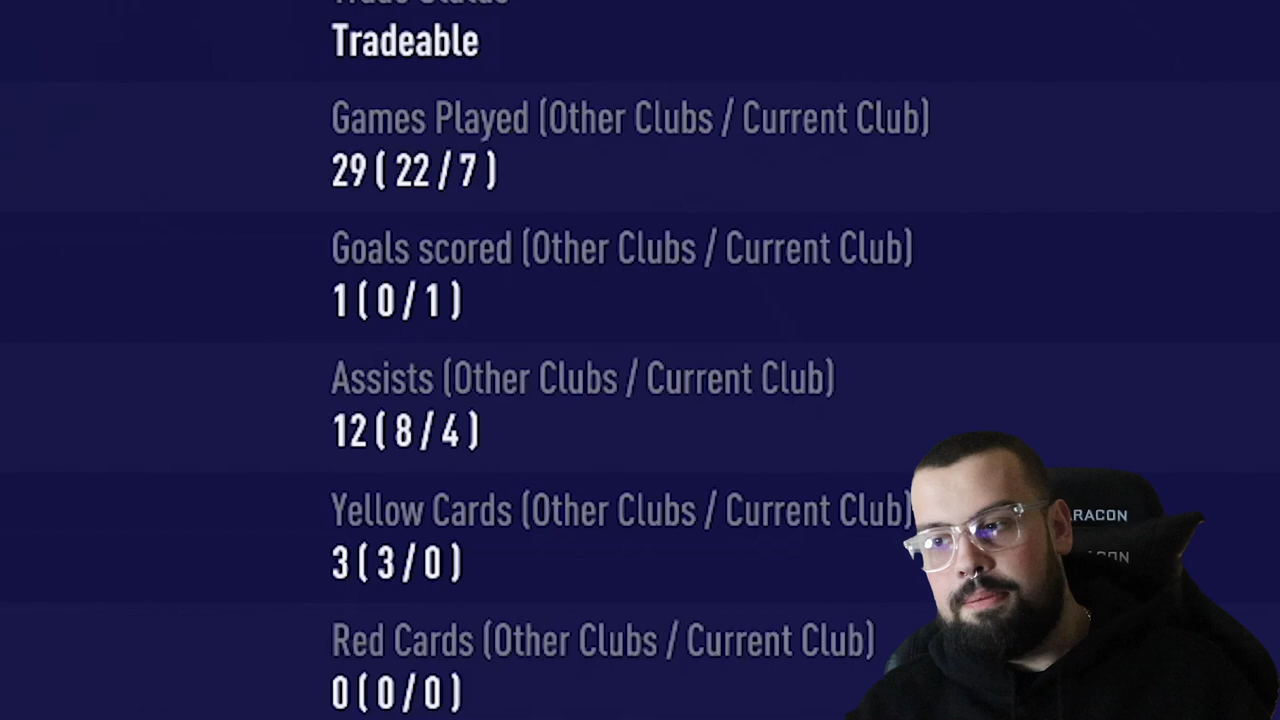 Tradeable
Games Played (Other Clubs / Current Club)
29 ( 22 / 7 )
Goals scored (Other Clubs / Current Club)
1 ( 0 / 1 )
Assists (Other Clubs / Current Club)
12 ( 8 / 4 )
Yellow Cards (Other Clubs / Current Club)
3 ( 3 / 0 )
Red Cards (Other Clubs / Current Club)
0 ( 0 / 0 )